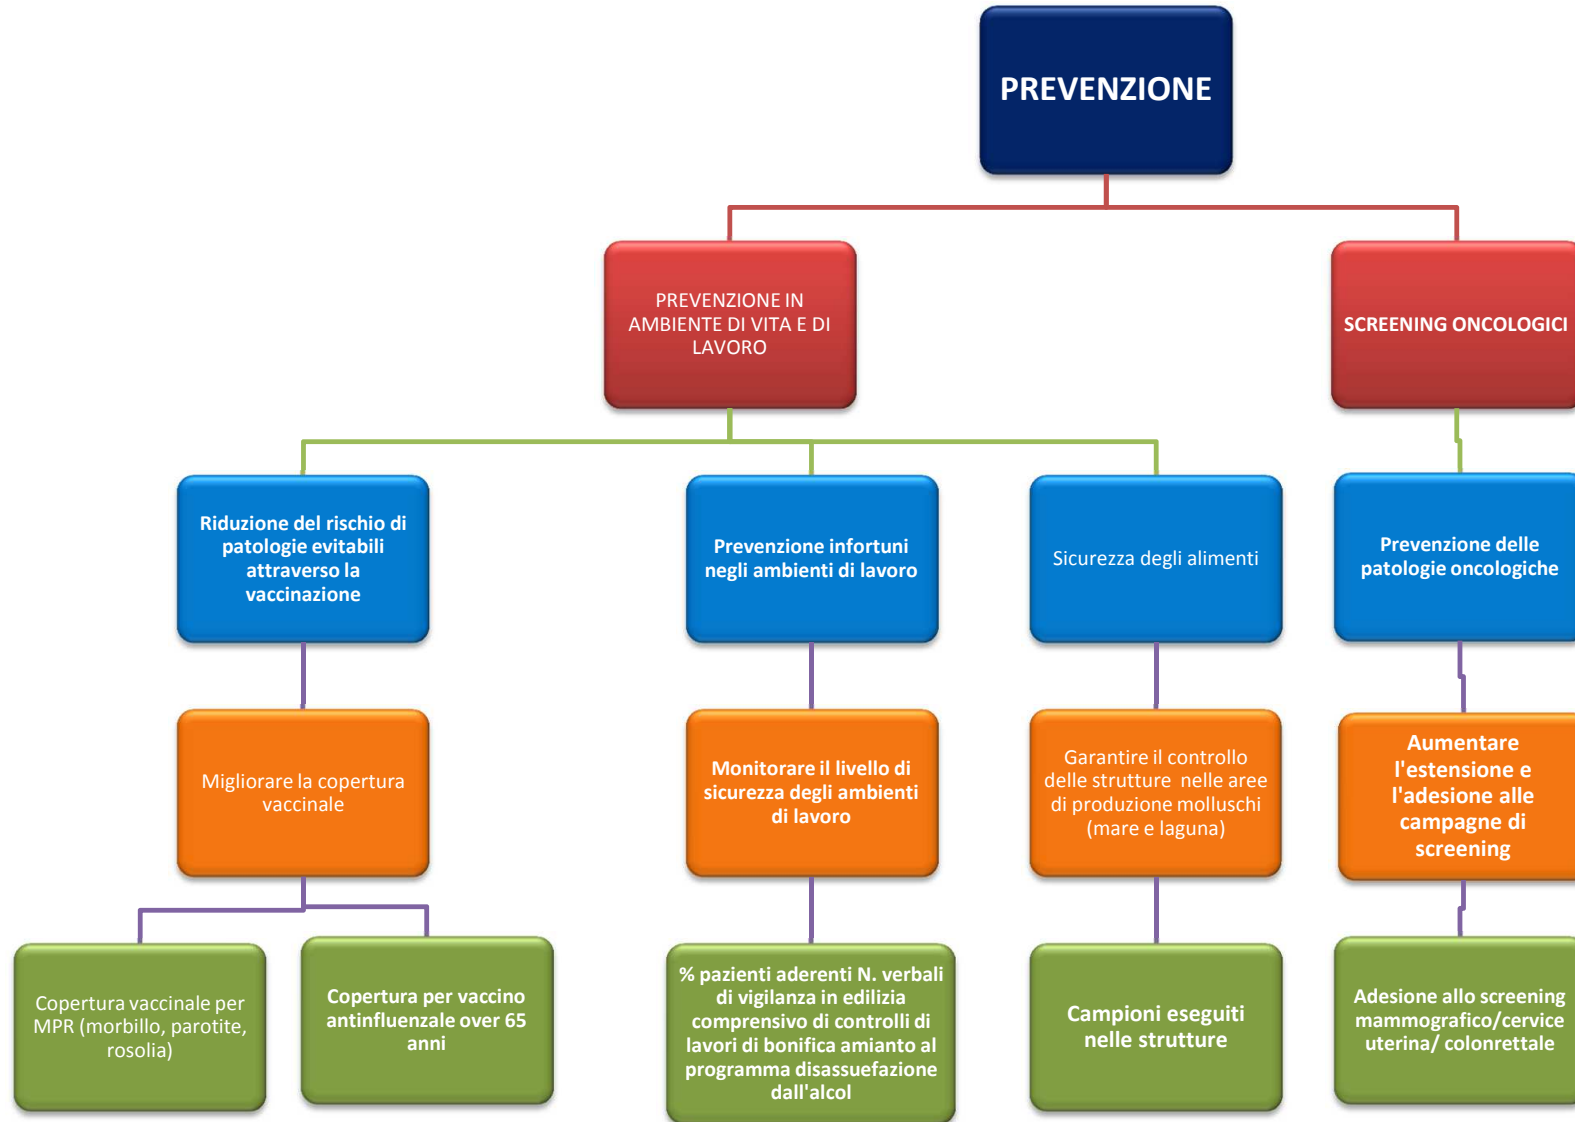 PREVENZIONE
PREVENZIONE IN
AMBIENTE DI VITA E DI
LAVORO
SCREENING ONCOLOGICI
Riduzione del rischio di
patologie evitabili
attraverso la
vaccinazione
Prevenzione infortuni
negli ambienti di lavoro
Sicurezza degli alimenti
Prevenzione delle
patologie oncologiche
Migliorare la copertura
vaccinale
Monitorare il livello di
sicurezza degli ambienti
di lavoro
Garantire il controllo
delle strutture nelle aree
di produzione molluschi
(mare e laguna)
Aumentare
l'estensione e
l'adesione alle
campagne di
screening
Copertura vaccinale per
MPR (morbillo, parotite,
rosolia)
Copertura per vaccino
antinfluenzale over 65
anni
% pazienti aderenti N. verbali
di vigilanza in edilizia
comprensivo di controlli di
lavori di bonifica amianto al
programma disassuefazione
dall'alcol
Campioni eseguiti
nelle strutture
Adesione allo screening
mammografico/cervice
uterina/ colonrettale